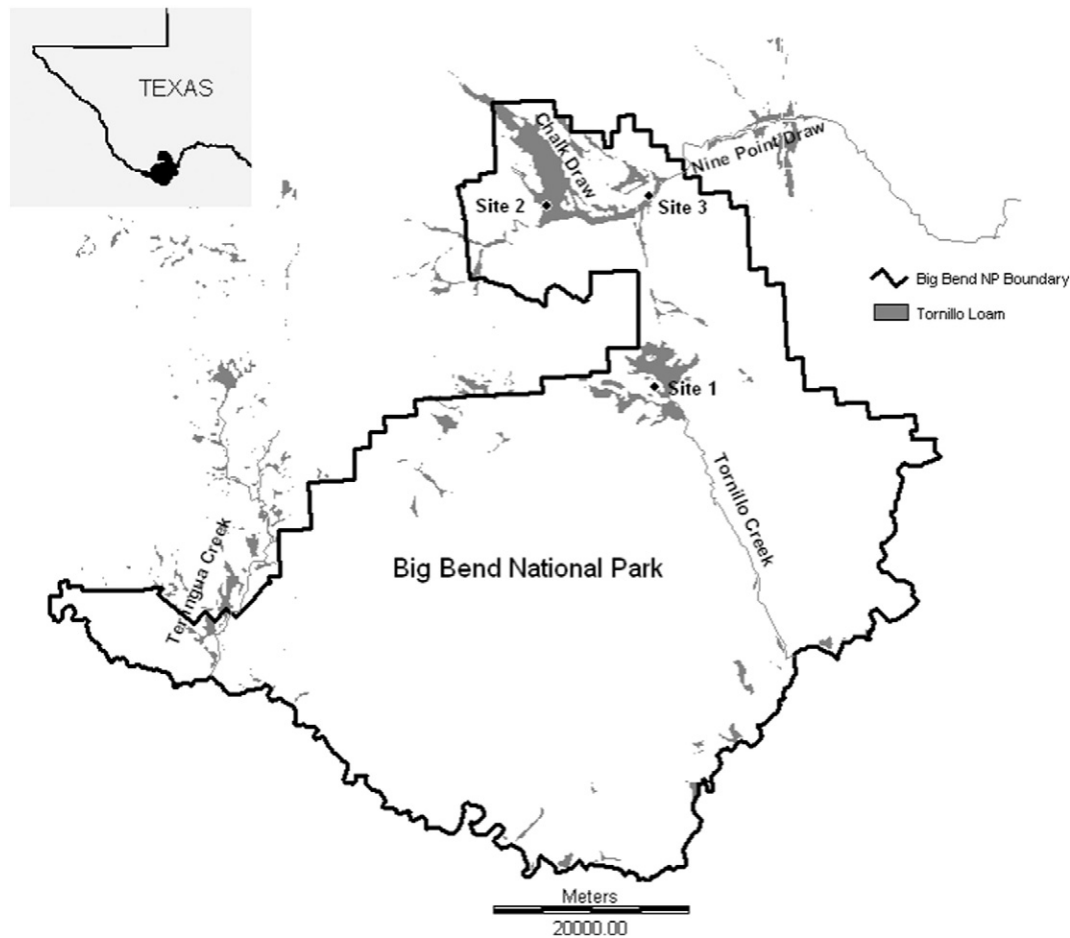 TEXAS
Chalk Draw
Nine Point Draw
Site 2
Site 3
Big Bend NP Boundary
Tornillo Loam
Site 1
Tornillo Creek
Terlingua Creek
Big Bend National Park
Meters
20000.00